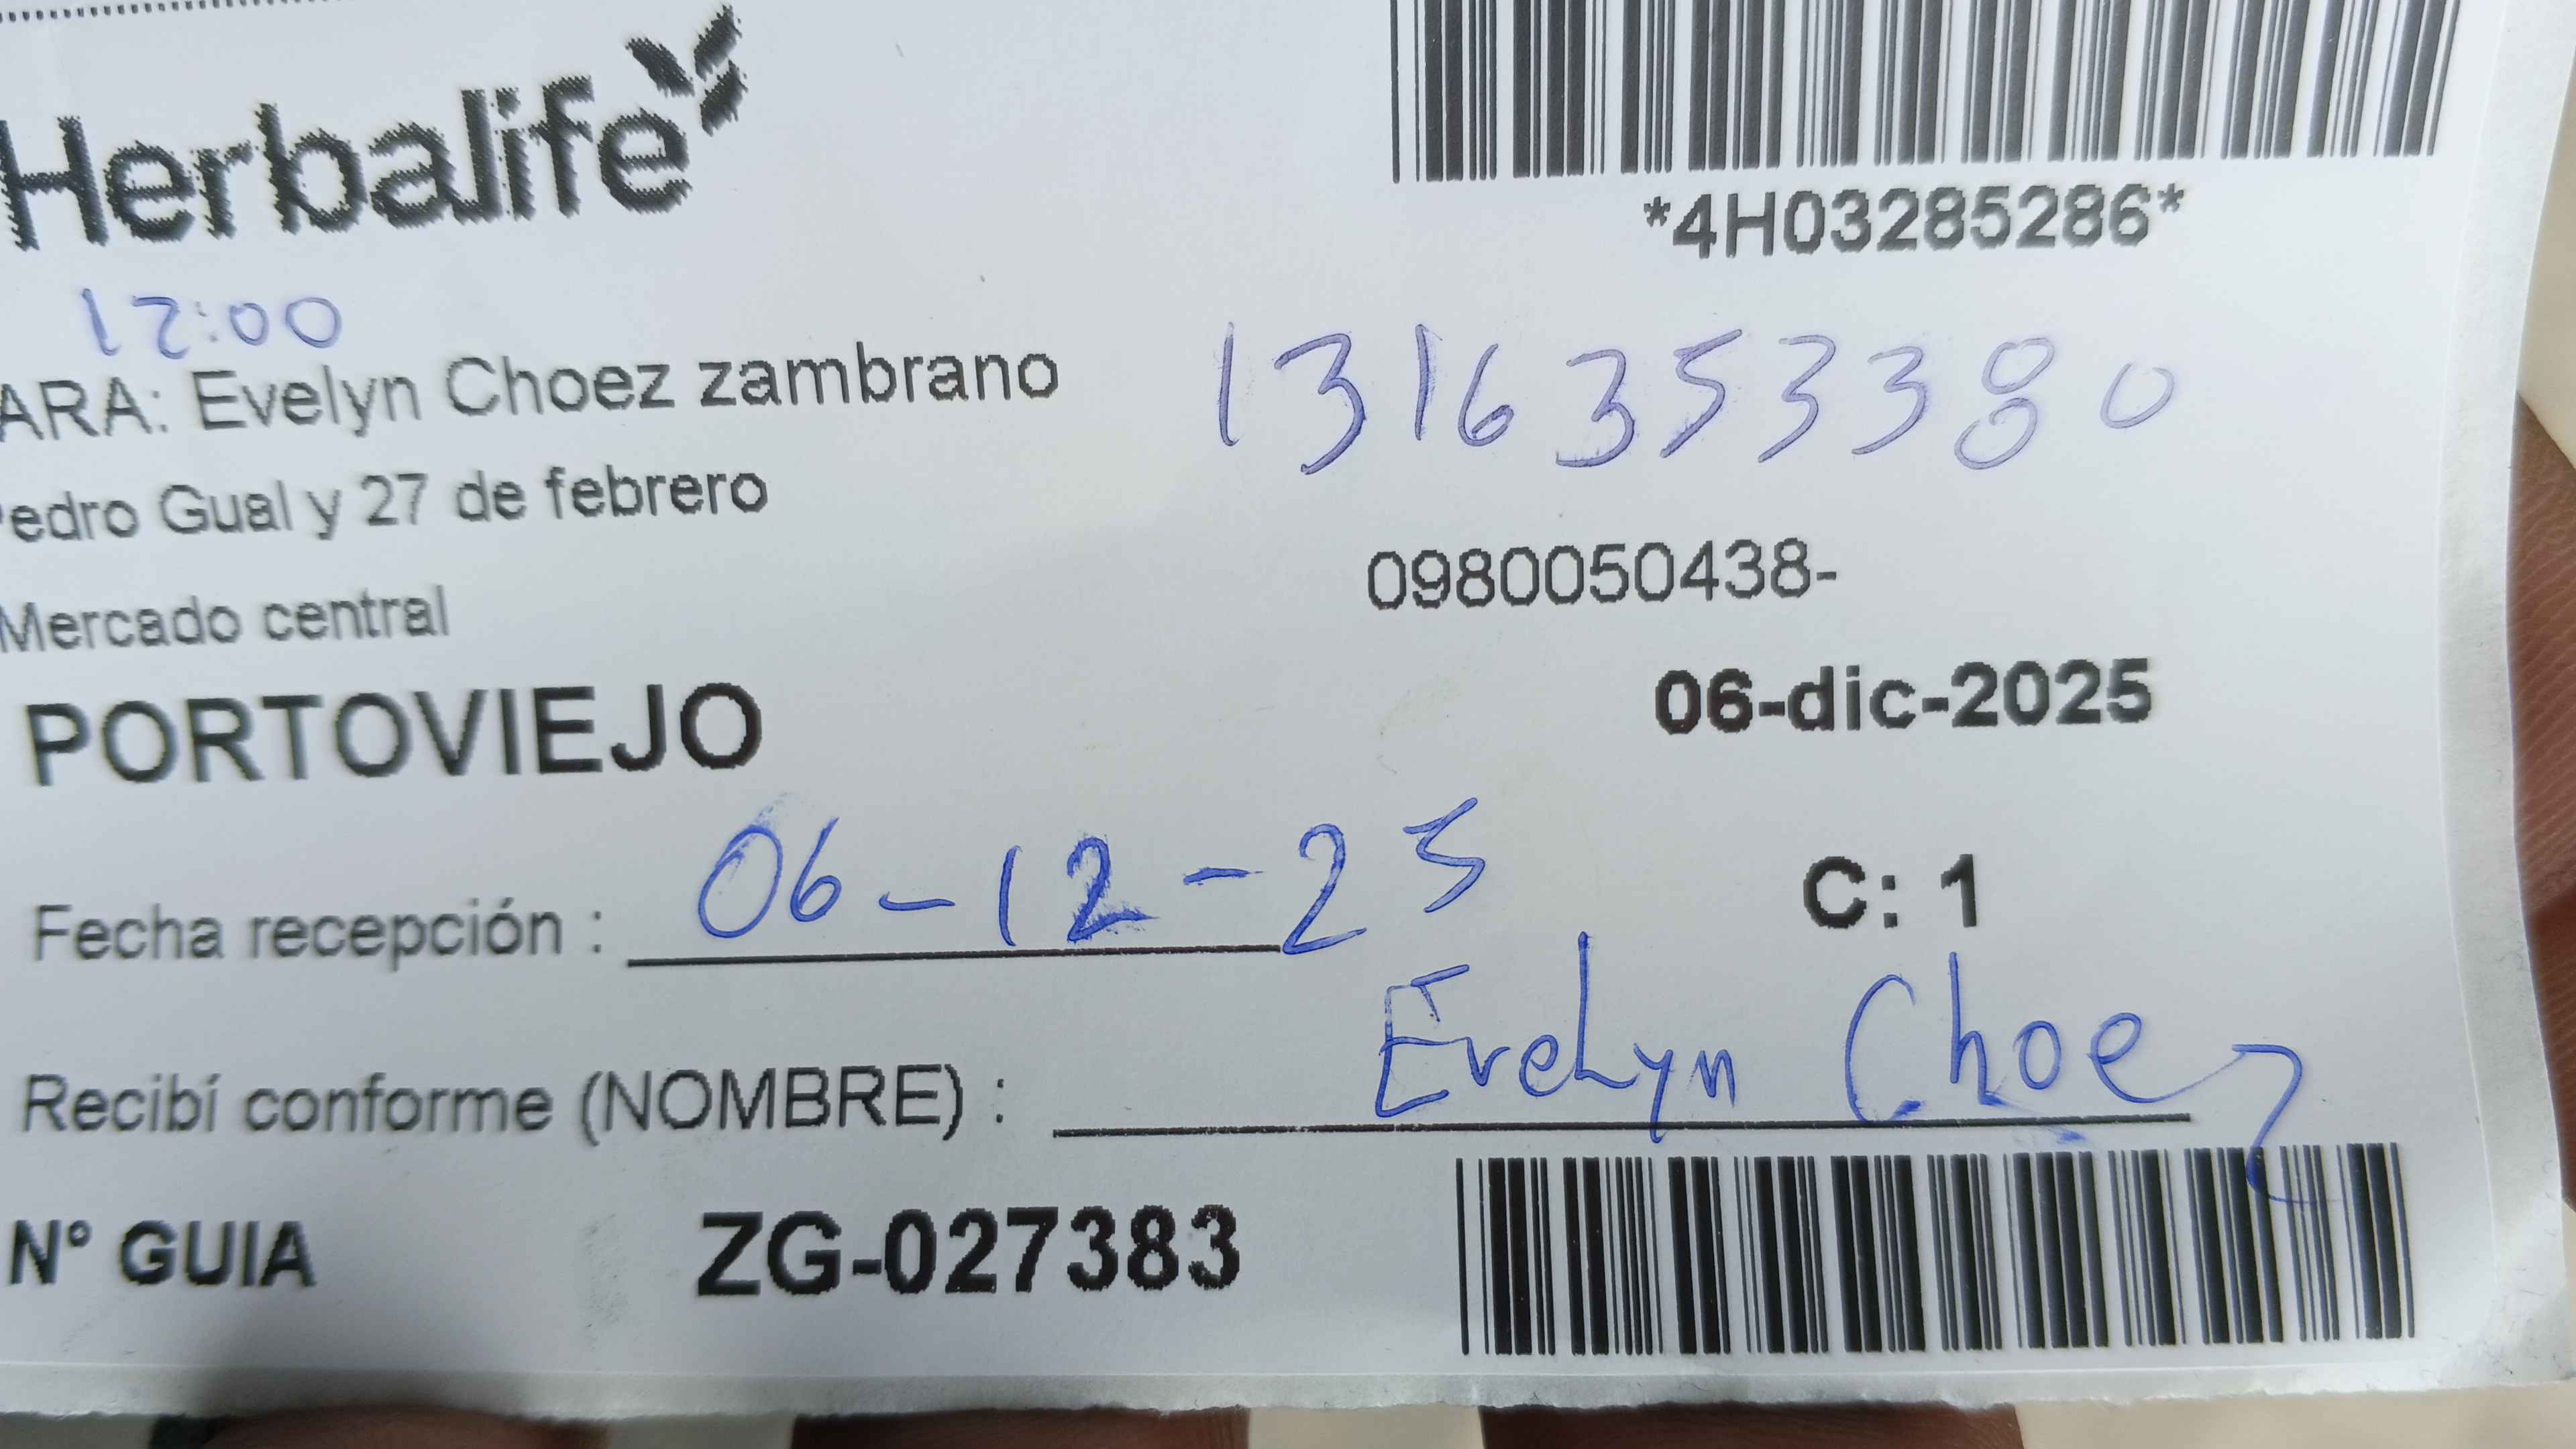 Herbalife
*4H03285286*
12:00
ARA: Evelyn Choez zambrano
1316353380
edro Gual y 27 de febrero
0980050438-
Mercado central
06-dic-2025
PORTOVIEJO
Fecha recepción : 06-12-25
C: 1
Recibí conforme (NOMBRE) : Evelyn Choez
N° GUIA ZG-027383